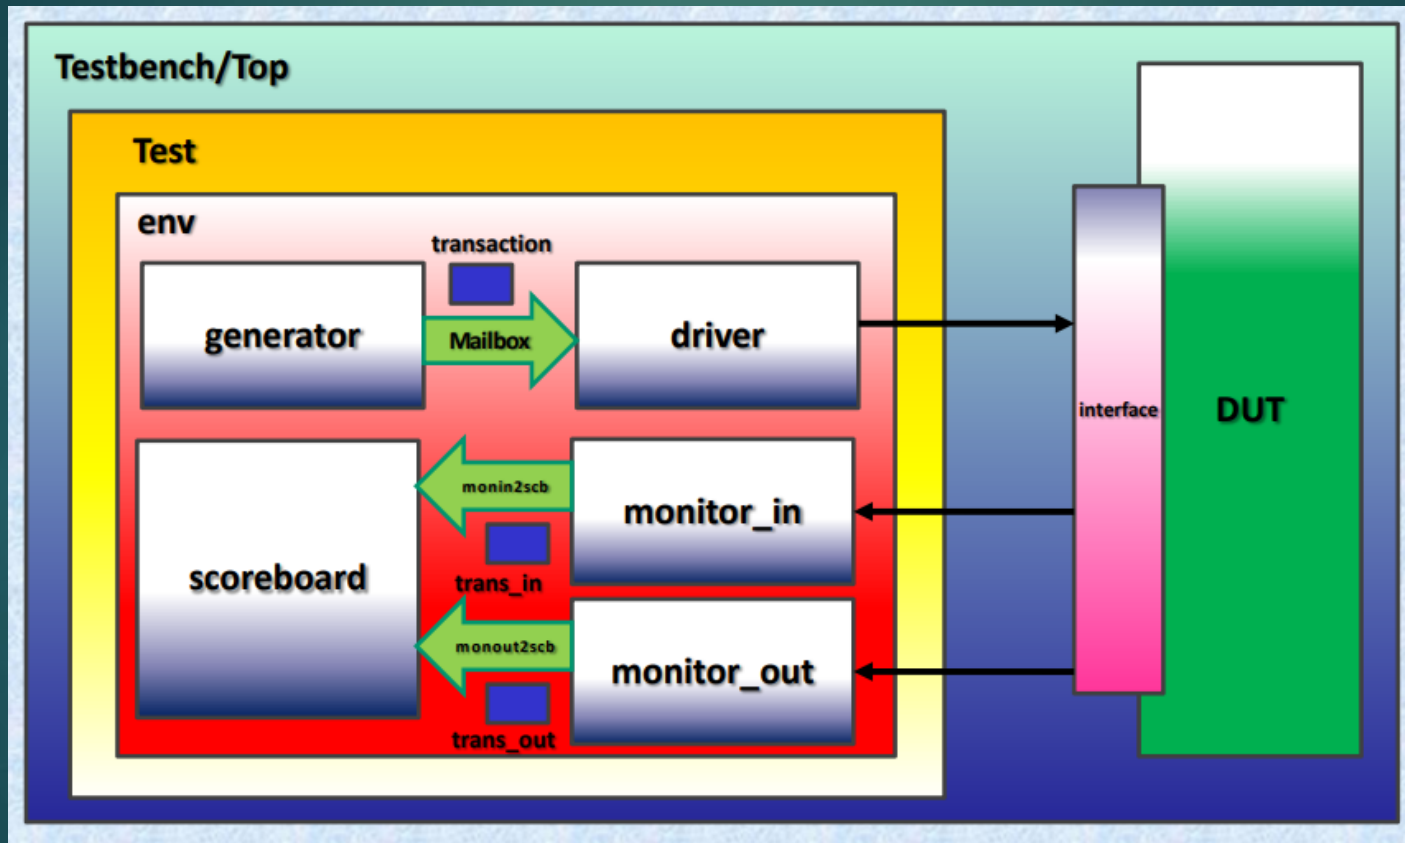 Testbench/Top
Test
env
transaction
generator
Mailbox
driver
interface
DUT
monin2scb
monitor_in
scoreboard
trans_in
monout2scb
monitor_out
trans_out